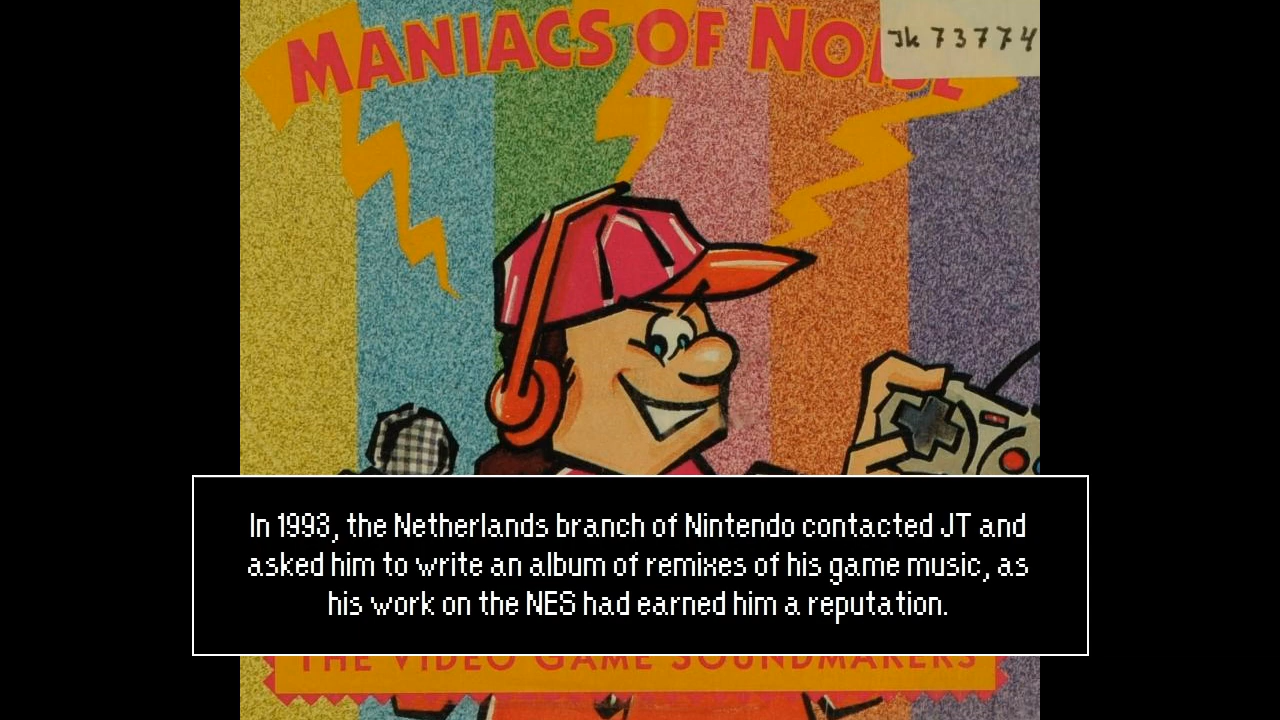 MANIACS OF NOISE
Jk 73774
In 1993, the Netherlands branch of Nintendo contacted JT and
asked him to write an album of remixes of his game music, as
his work on the NES had earned him a reputation.
THE VIDEO GAME SOUNDMAKERS